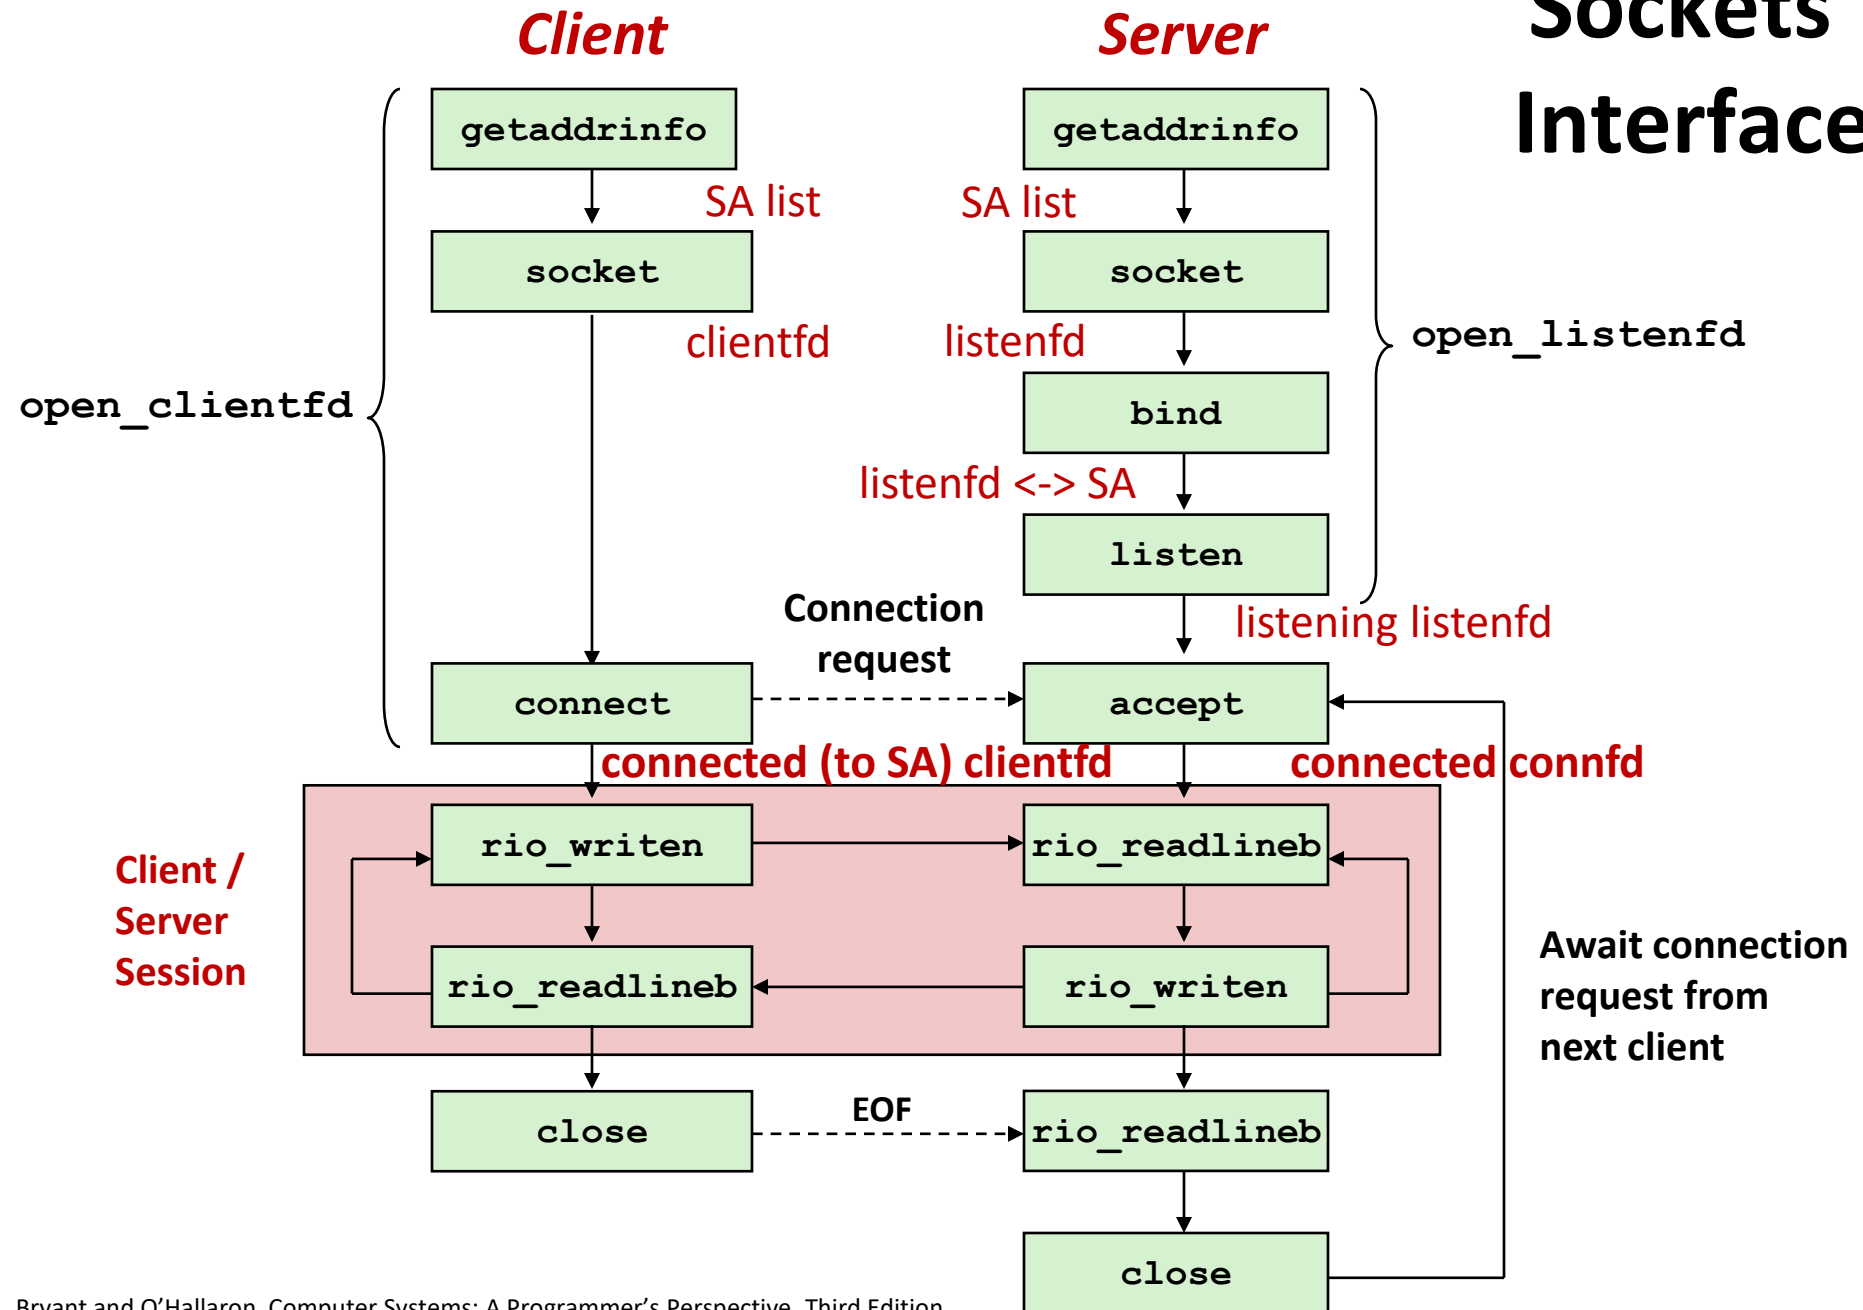 Client
Server
Sockets
Interface
getaddrinfo
getaddrinfo
SA list
SA list
socket
socket
clientfd
listenfd
open_listenfd
open_clientfd
bind
listenfd <-> SA
listen
Connection
request
listening listenfd
connect
accept
connected (to SA) clientfd
connected connfd
Client /
Server
Session
rio_writen
rio_readlineb
rio_readlineb
rio_writen
Await connection
request from
next client
close
EOF
rio_readlineb
close
Bryant and O'Hallaron, Computer Systems: A Programmer's Perspective, Third Edition